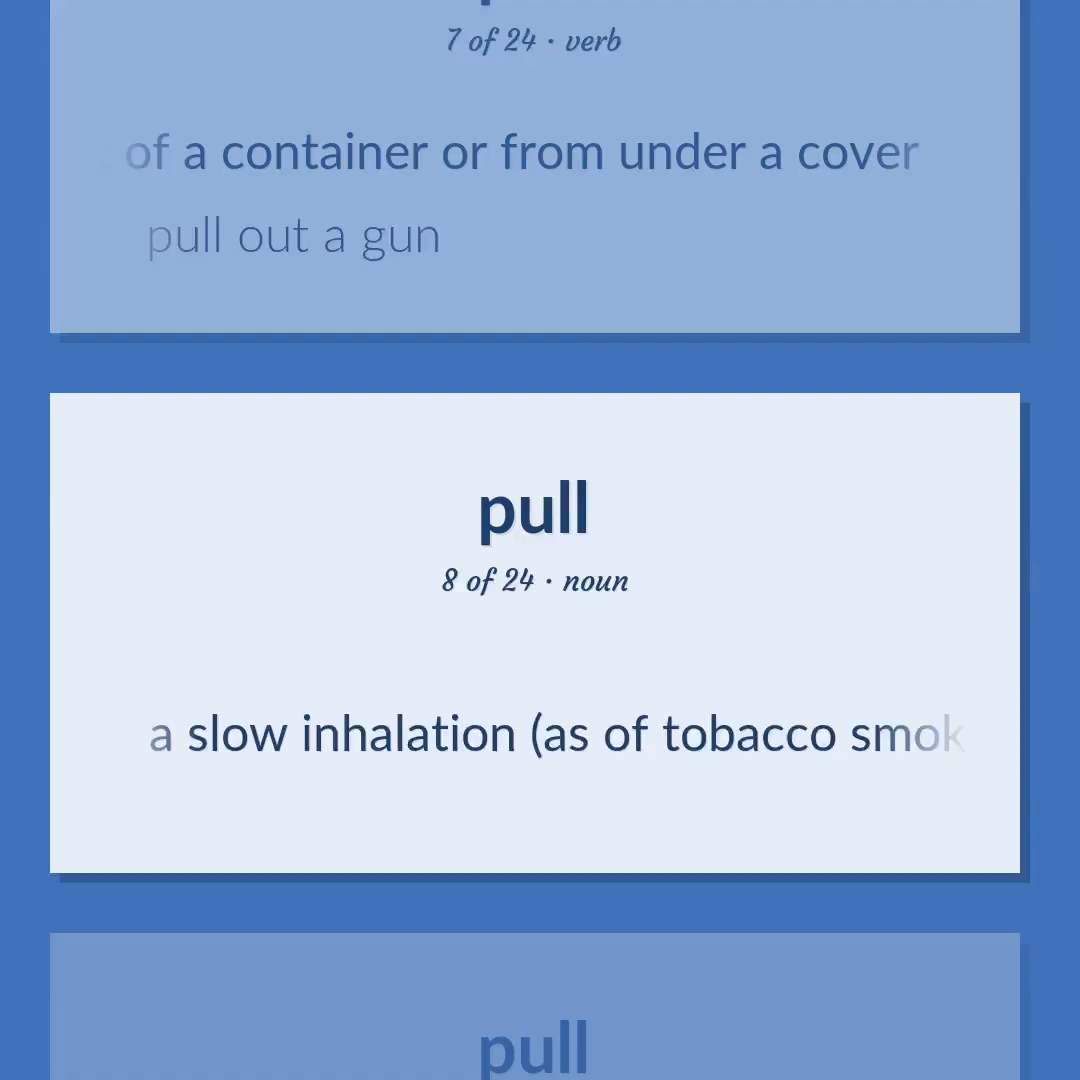 7 of 24 · verb
of a container or from under a cover
pull out a gun
pull
8 of 24 · noun
a slow inhalation (as of tobacco smok
pull